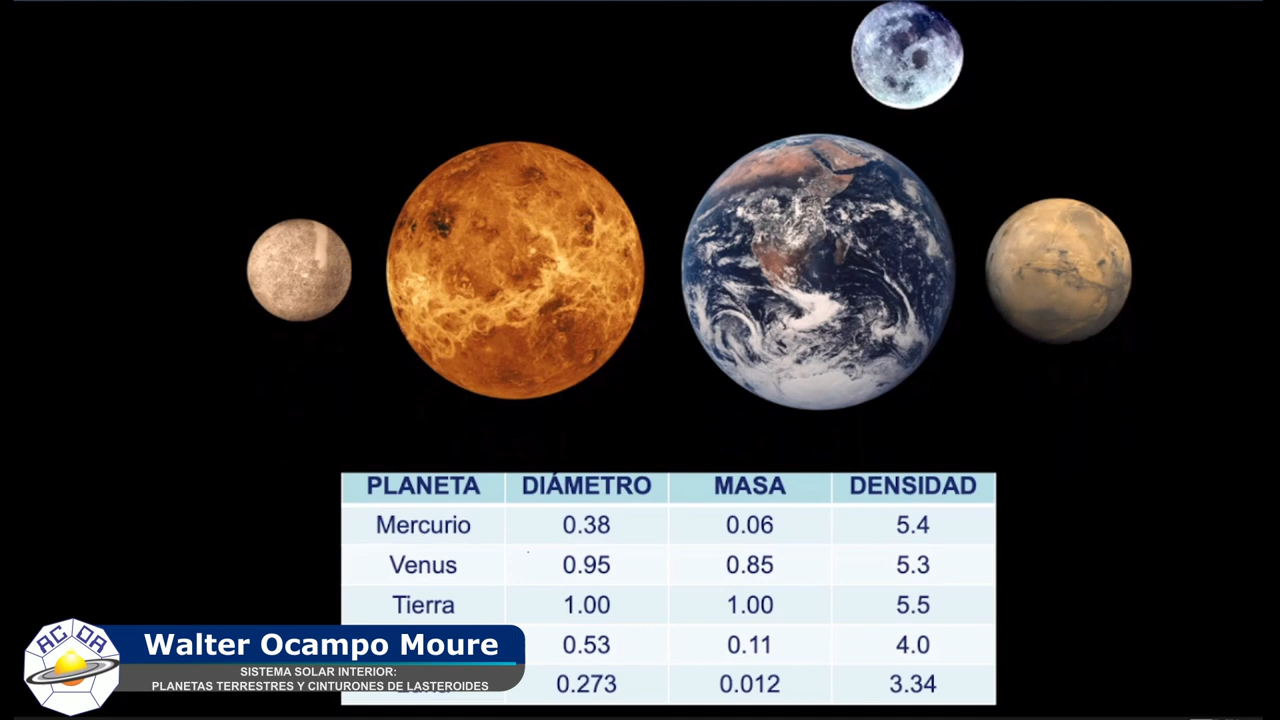 PLANETA DIÁMETRO MASA DENSIDAD
Mercurio 0.38 0.06 5.4
Venus 0.95 0.85 5.3
Tierra 1.00 1.00 5.5
0.53 0.11 4.0
0.273 0.012 3.34
ACODEA
Walter Ocampo Moure
SISTEMA SOLAR INTERIOR:
PLANETAS TERRESTRES Y CINTURONES DE LASTEROIDES